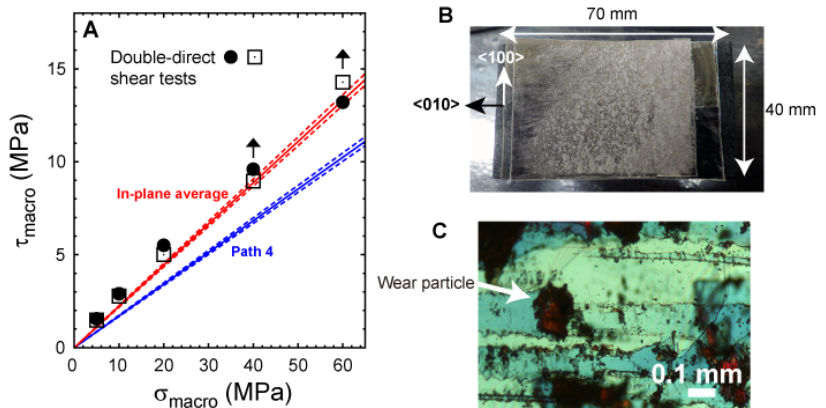 A
Double-direct
shear tests
15
10
5
0
τmacro (MPa)
In-plane average
Path 4
0 10 20 30 40 50 60
σmacro (MPa)
B
70 mm
<100>
<010>
40 mm
C
Wear particle
0.1 mm